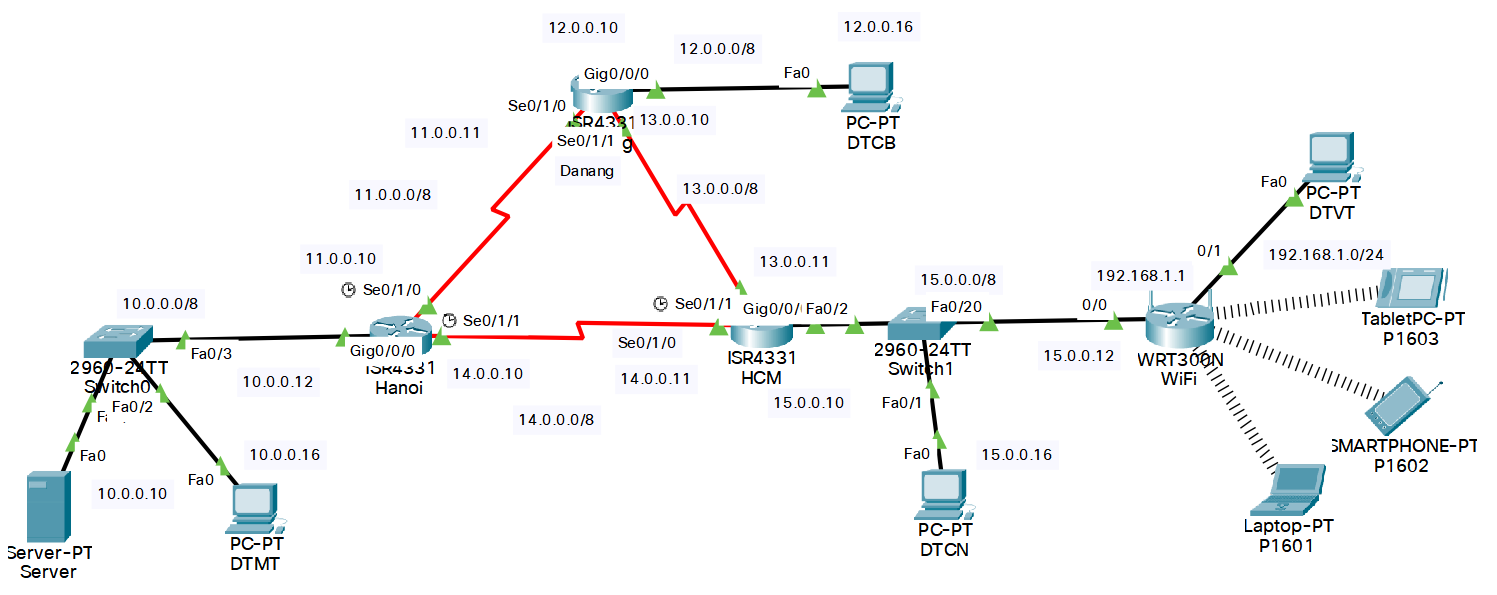 12.0.0.10
12.0.0.16
12.0.0.0/8
Gig0/0/0
Fa0
Se0/1/0
ISR4331
13.0.0.10
PC-PT
DTCB
11.0.0.11
Se0/1/1
g
Danang
11.0.0.0/8
13.0.0.0/8
Fa0
PC-PT
DTVT
0/1
192.168.1.0/24
11.0.0.10
13.0.0.11
15.0.0.0/8
192.168.1.1
Se0/1/0
10.0.0.0/8
Se0/1/1
Gig0/0/
Fa0/2
Fa0/20
0/0
Se0/1/1
TabletPC-PT
P1603
Fa0/3
Gig0/0/0
Se0/1/0
2960-24TT
Switch0
ISR4331
Hanoi
ISR4331
HCM
2960-24TT
Switch1
15.0.0.12
WRT300N
WiFi
10.0.0.12
14.0.0.10
14.0.0.11
15.0.0.10
Fa0/2
Fa0/1
14.0.0.0/8
Fa0
10.0.0.16
Fa0
15.0.0.16
SMARTPHONE-PT
P1602
Fa0
10.0.0.10
Server-PT
Server
PC-PT
DTMT
PC-PT
DTCN
Laptop-PT
P1601